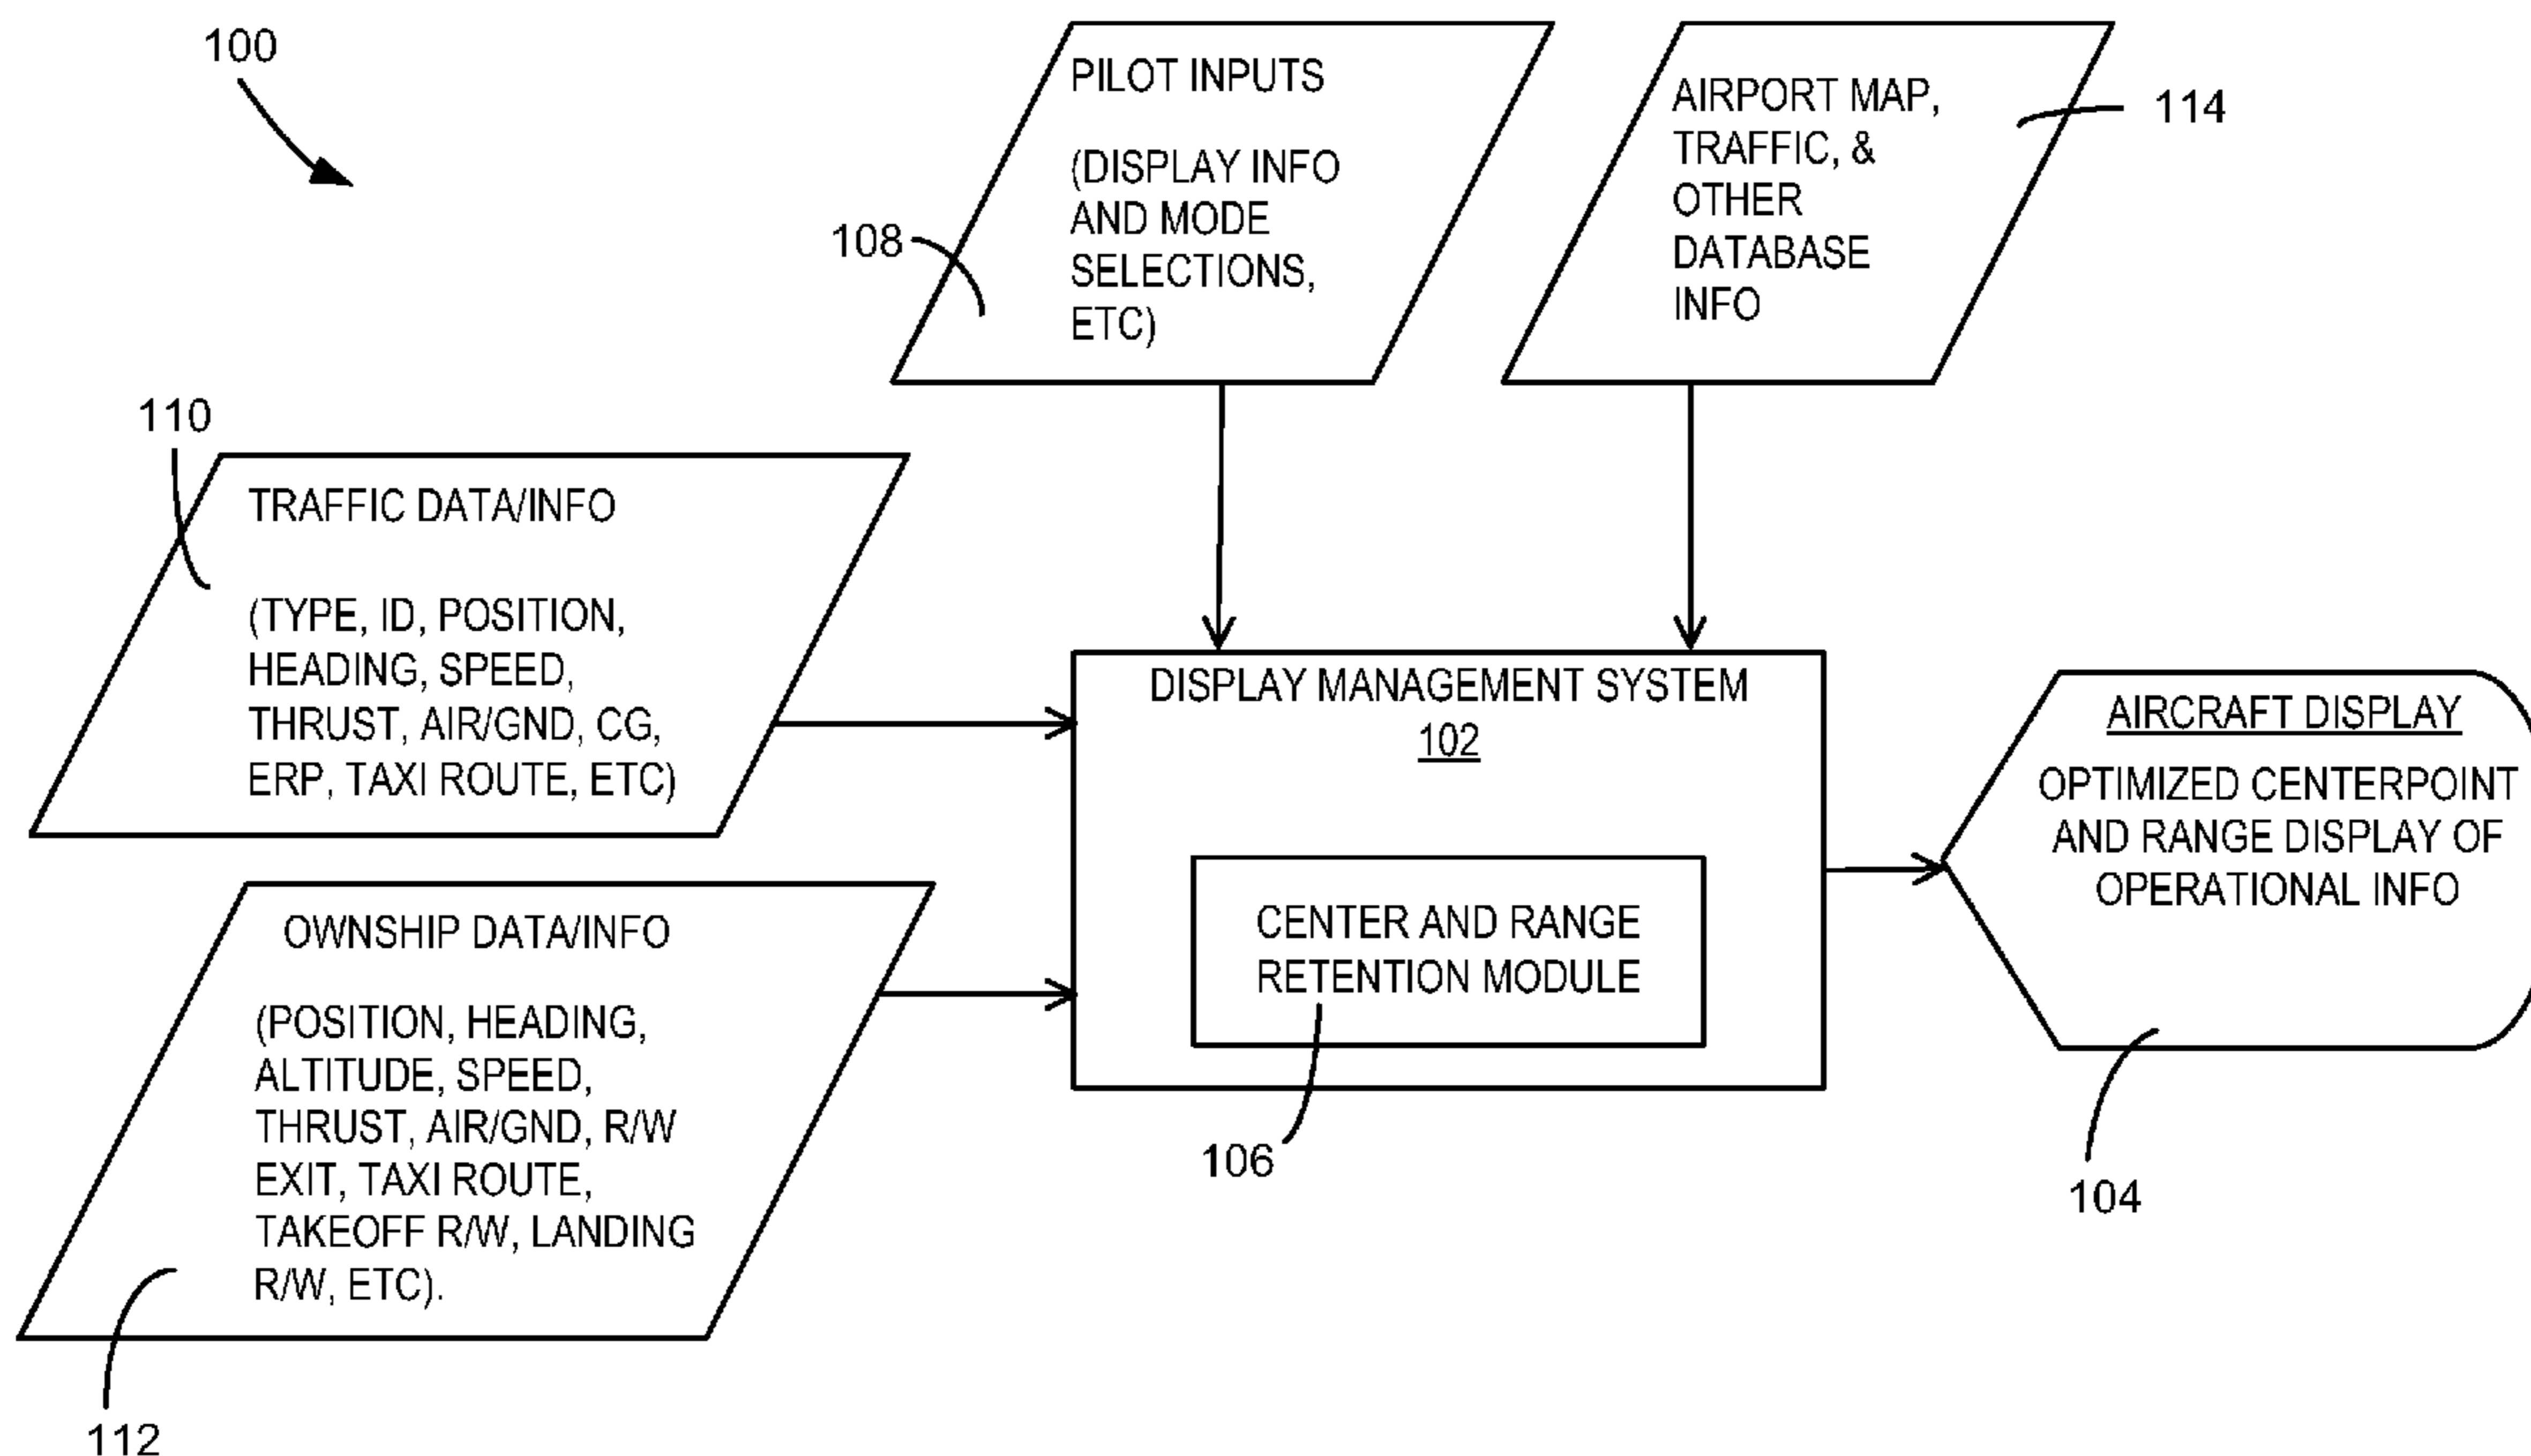 100
PILOT INPUTS
(DISPLAY INFO
AND MODE
SELECTIONS,
ETC)
108
AIRPORT MAP,
TRAFFIC, &
OTHER
DATABASE
INFO
114
110
TRAFFIC DATA/INFO
(TYPE, ID, POSITION,
HEADING, SPEED,
THRUST, AIR/GND, CG,
ERP, TAXI ROUTE, ETC)
DISPLAY MANAGEMENT SYSTEM
102
CENTER AND RANGE
RETENTION MODULE
106
AIRCRAFT DISPLAY
OPTIMIZED CENTERPOINT
AND RANGE DISPLAY OF
OPERATIONAL INFO
104
OWNSHIP DATA/INFO
(POSITION, HEADING,
ALTITUDE, SPEED,
THRUST, AIR/GND, R/W
EXIT, TAXI ROUTE,
TAKEOFF R/W, LANDING
R/W, ETC).
112